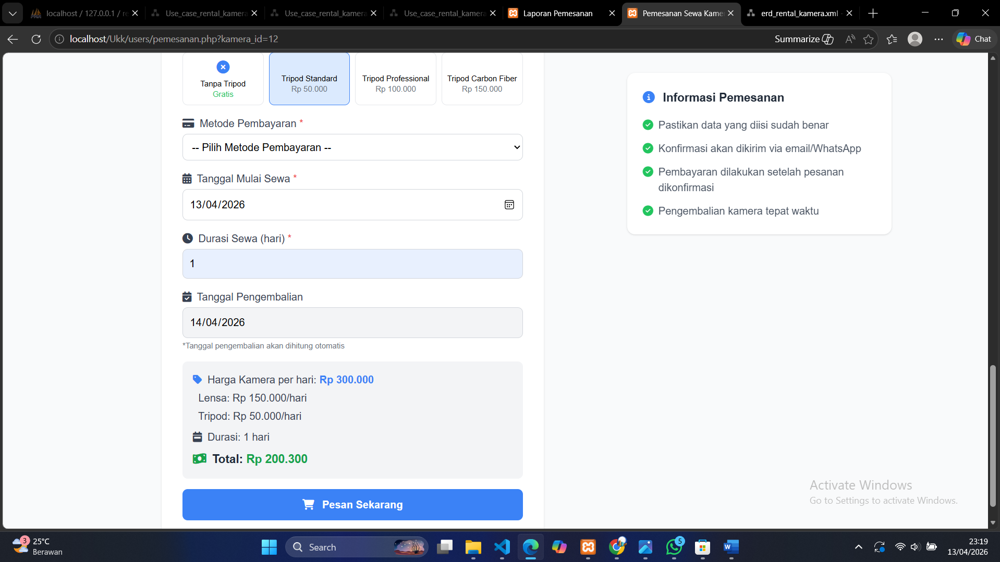 localhost / 127.0.0.1 / re
Use_case_rental_kamera
Use_case_rental_kamera
Use_case_rental_kamera
Laporan Pemesanan
Pemesanan Sewa Kame
erd_rental_kamera.xml -
localhost/Ukk/users/pemesanan.php?kamera_id=12
Summarize
Chat
Tanpa Tripod
Gratis
Tripod Standard
Rp 50.000
Tripod Professional
Rp 100.000
Tripod Carbon Fiber
Rp 150.000
Metode Pembayaran *
-- Pilih Metode Pembayaran --
Tanggal Mulai Sewa *
13/04/2026
Durasi Sewa (hari) *
1
Tanggal Pengembalian
14/04/2026
*Tanggal pengembalian akan dihitung otomatis
Harga Kamera per hari: Rp 300.000
Lensa: Rp 150.000/hari
Tripod: Rp 50.000/hari
Durasi: 1 hari
Total: Rp 200.300
Pesan Sekarang
Informasi Pemesanan
Pastikan data yang diisi sudah benar
Konfirmasi akan dikirim via email/WhatsApp
Pembayaran dilakukan setelah pesanan
dikonfirmasi
Pengembalian kamera tepat waktu
Activate Windows
Go to Settings to activate Windows.
3
25°C
Berawan
Search
5
23:19
13/04/2026